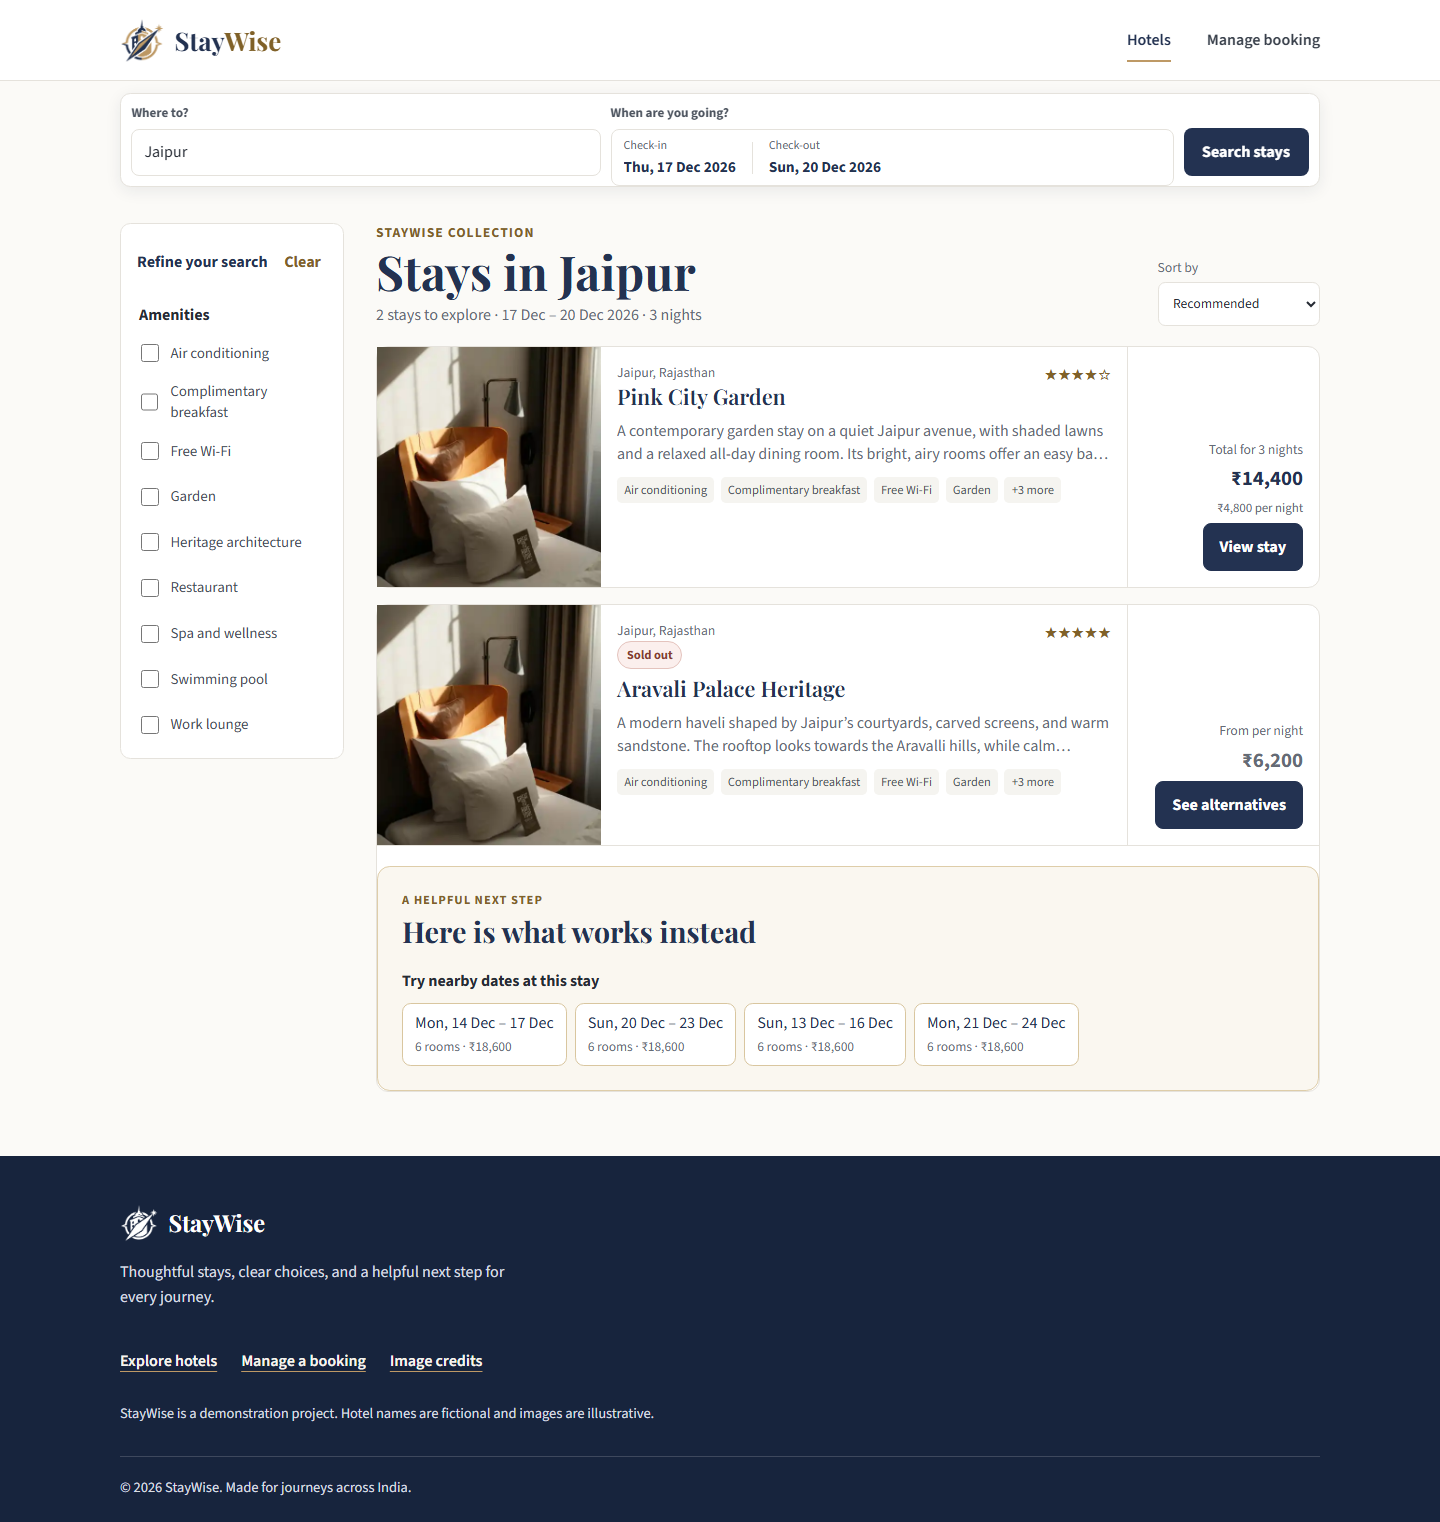 StayWise
Hotels
Manage booking
Where to?
Jaipur
When are you going?
Check-in
Thu, 17 Dec 2026
Check-out
Sun, 20 Dec 2026
Search stays
Refine your search
Clear
Amenities
Air conditioning
Complimentary
breakfast
Free Wi-Fi
Garden
Heritage architecture
Restaurant
Spa and wellness
Swimming pool
Work lounge
STAYWISE COLLECTION
Stays in Jaipur
2 stays to explore · 17 Dec – 20 Dec 2026 · 3 nights
Sort by
Recommended
Jaipur, Rajasthan
★★★★☆
Pink City Garden
A contemporary garden stay on a quiet Jaipur avenue, with shaded lawns
and a relaxed all-day dining room. Its bright, airy rooms offer an easy ba…
Air conditioning
Complimentary breakfast
Free Wi-Fi
Garden
+3 more
Total for 3 nights
₹14,400
₹4,800 per night
View stay
Jaipur, Rajasthan
★★★★★
Sold out
Aravali Palace Heritage
A modern haveli shaped by Jaipur’s courtyards, carved screens, and warm
sandstone. The rooftop looks towards the Aravalli hills, while calm…
Air conditioning
Complimentary breakfast
Free Wi-Fi
Garden
+3 more
From per night
₹6,200
See alternatives
A HELPFUL NEXT STEP
Here is what works instead
Try nearby dates at this stay
Mon, 14 Dec – 17 Dec
6 rooms · ₹18,600
Sun, 20 Dec – 23 Dec
6 rooms · ₹18,600
Sun, 13 Dec – 16 Dec
6 rooms · ₹18,600
Mon, 21 Dec – 24 Dec
6 rooms · ₹18,600
StayWise
Thoughtful stays, clear choices, and a helpful next step for
every journey.
Explore hotels
Manage a booking
Image credits
StayWise is a demonstration project. Hotel names are fictional and images are illustrative.
© 2026 StayWise. Made for journeys across India.